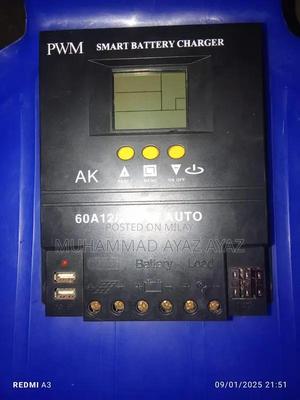 PWM SMART BATTERY CHARGER
MENU
ON OFF
AK
AUTO
POSTED ON MILAY
MUHAMMAD AYAZ AYAZ
Battery Load
REDMI A3
09/01/2025 21:51